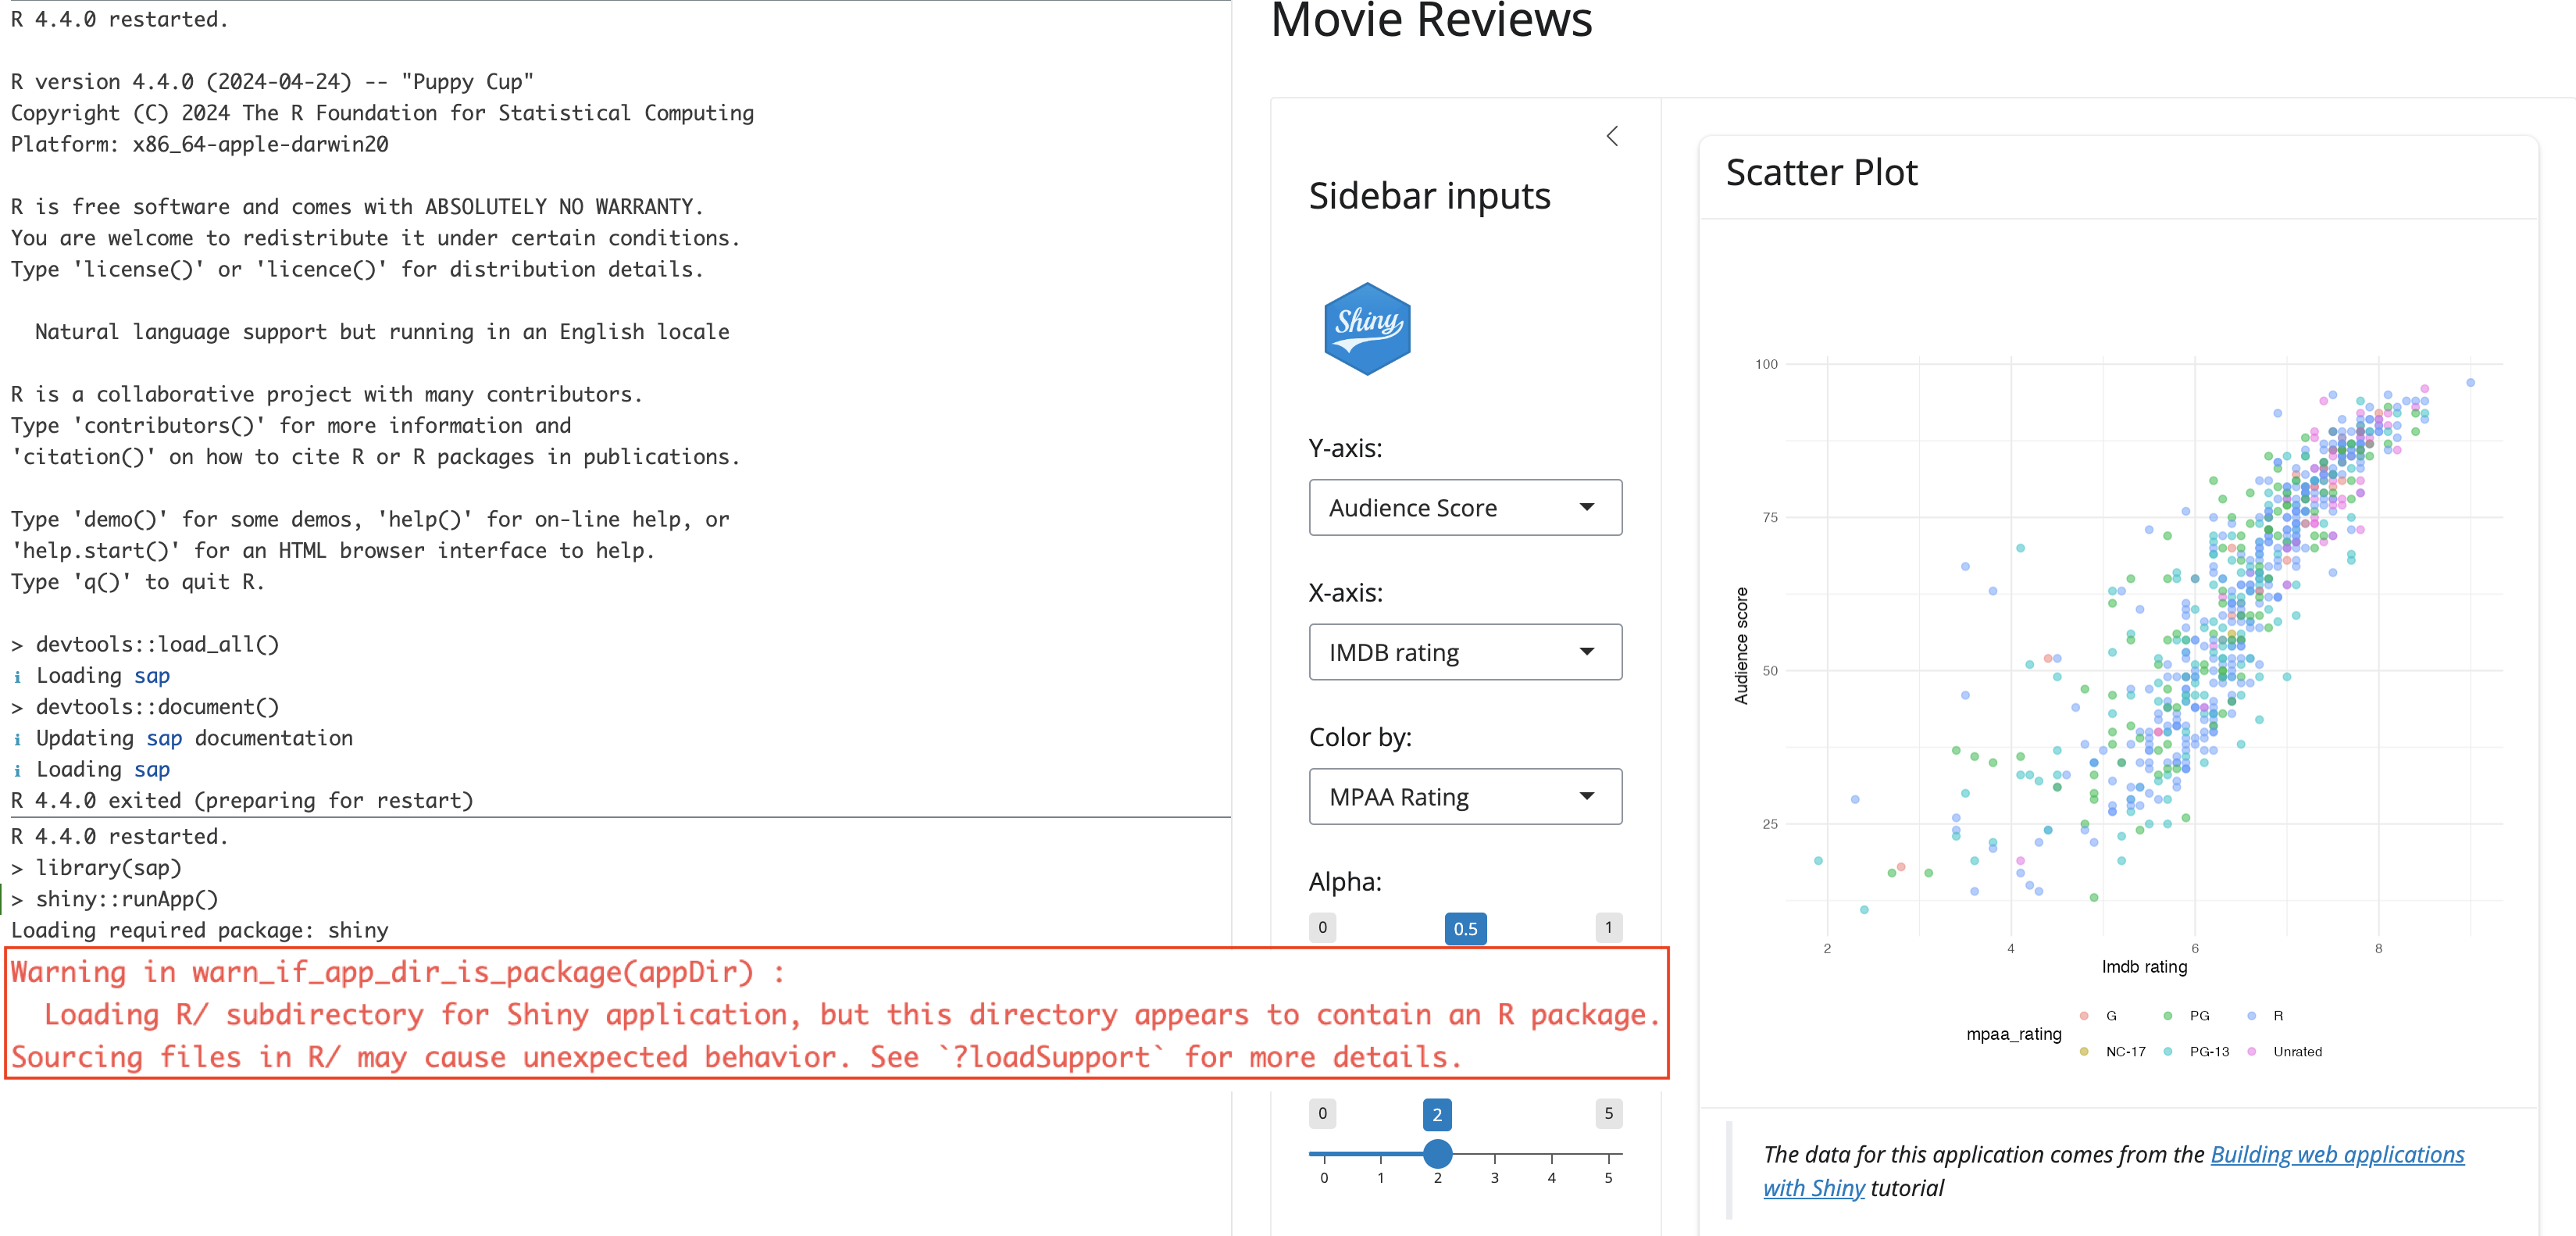 R 4.4.0 restarted.
R version 4.4.0 (2024-04-24) -- "Puppy Cup"
Copyright (C) 2024 The R Foundation for Statistical Computing
Platform: x86_64-apple-darwin20
R is free software and comes with ABSOLUTELY NO WARRANTY.
You are welcome to redistribute it under certain conditions.
Type 'license()' or 'licence()' for distribution details.
Natural language support but running in an English locale
R is a collaborative project with many contributors.
Type 'contributors()' for more information and
'citation()' on how to cite R or R packages in publications.
Type 'demo()' for some demos, 'help()' for on-line help, or
'help.start()' for an HTML browser interface to help.
Type 'q()' to quit R.
> devtools::load_all()
ℹ Loading sap
> devtools::document()
ℹ Updating sap documentation
ℹ Loading sap
R 4.4.0 exited (preparing for restart)
R 4.4.0 restarted.
> library(sap)
> shiny::runApp()
Loading required package: shiny
Warning in warn_if_app_dir_is_package(appDir) :
Loading R/ subdirectory for Shiny application, but this directory appears to contain an R package.
Sourcing files in R/ may cause unexpected behavior. See `?loadSupport` for more details.
Movie Reviews
Sidebar inputs
Shiny
Y-axis:
Audience Score
X-axis:
IMDB rating
Color by:
MPAA Rating
Alpha:
0 0.5 1
0 2 5
0 1 2 3 4 5
Scatter Plot
100
75
50
25
Audience score
2 4 6 8
Imdb rating
mpaa_rating
G PG R
NC-17 PG-13 Unrated
The data for this application comes from the Building web applications
with Shiny tutorial